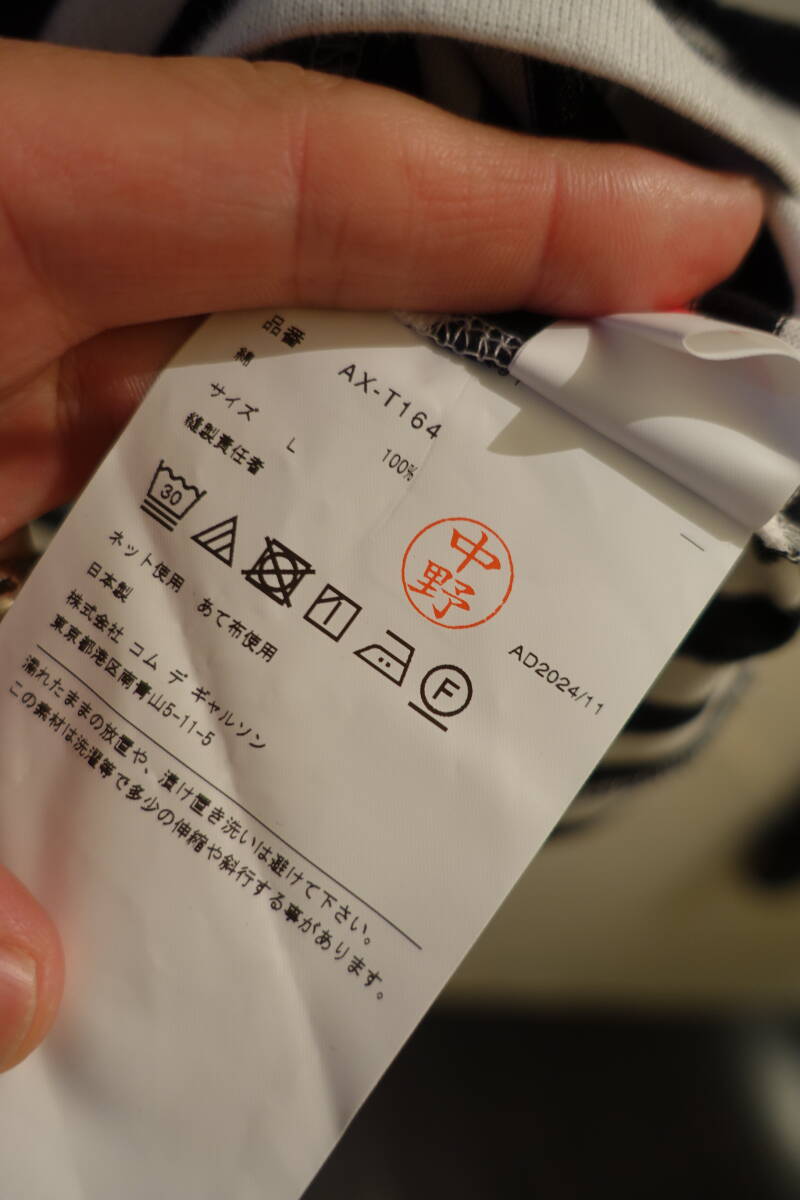 品番 AX-T164
綿 100%
サイズ L
縫製責任者
中野
30
F
ネット使用 あて布使用
日本製
株式会社 コム デ ギャルソン
東京都港区南青山5-11-5
AD2024/11
濡れたままの放置や、漬け置き洗いは避けて下さい。
この素材は洗濯等で多少の伸縮や斜行する事があります。